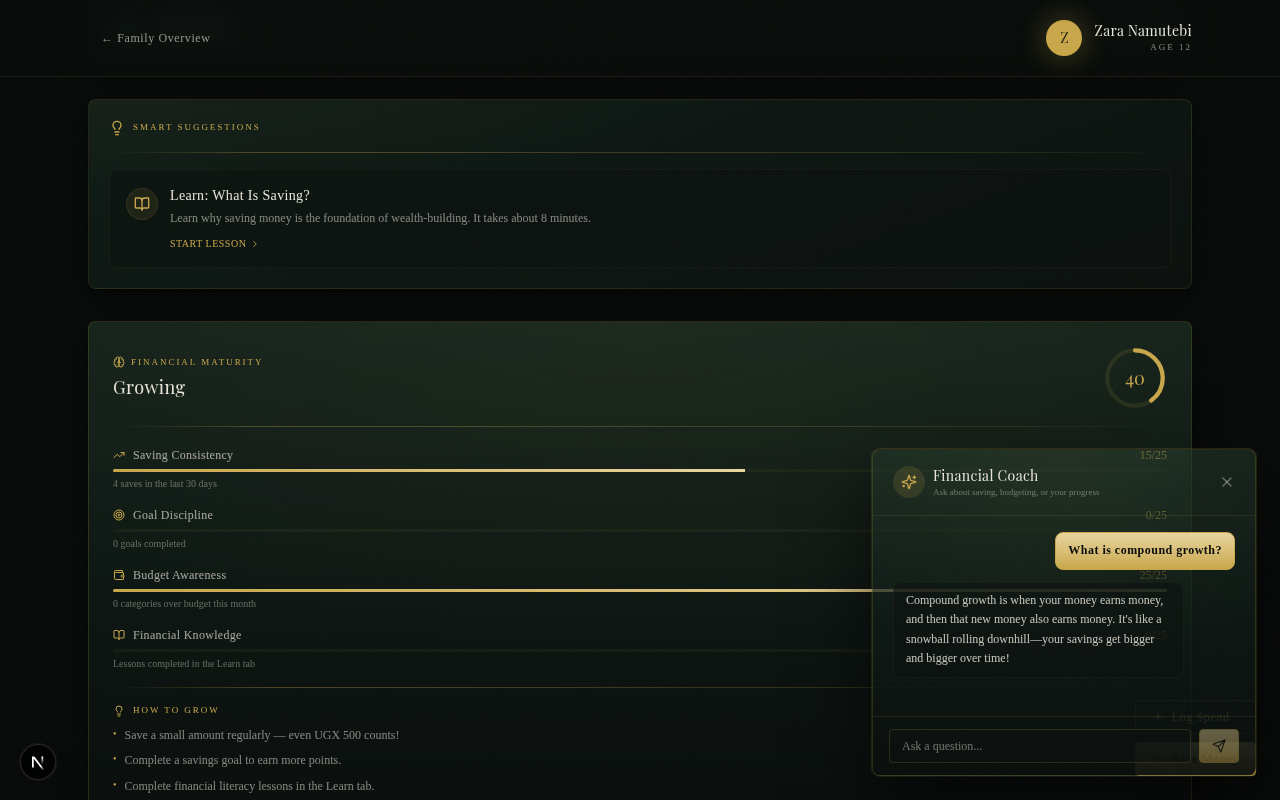 ← Family Overview
Z
Zara Namutebi
AGE 12
SMART SUGGESTIONS
Learn: What Is Saving?
Learn why saving money is the foundation of wealth-building. It takes about 8 minutes.
START LESSON
FINANCIAL MATURITY
Growing
40
Saving Consistency
15/25
4 saves in the last 30 days
Goal Discipline
0/25
0 goals completed
Budget Awareness
25/25
0 categories over budget this month
Financial Knowledge
Lessons completed in the Learn tab
HOW TO GROW
• Save a small amount regularly — even UGX 500 counts!
• Complete a savings goal to earn more points.
• Complete financial literacy lessons in the Learn tab.
Financial Coach
Ask about saving, budgeting, or your progress
What is compound growth?
Compound growth is when your money earns money,
and then that new money also earns money. It's like a
snowball rolling downhill—your savings get bigger
and bigger over time!
Log Spend
Ask a question...
N